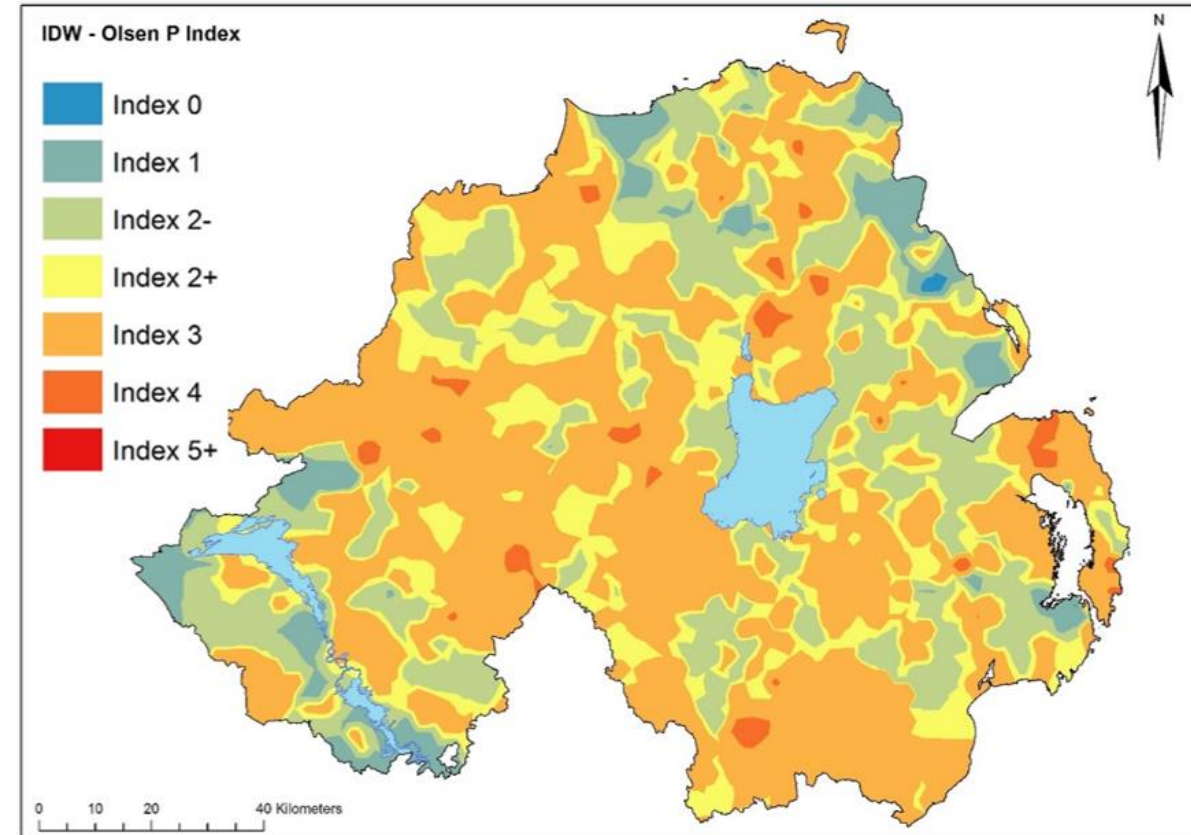 IDW - Olsen P Index
N
Index 0
Index 1
Index 2-
Index 2+
Index 3
Index 4
Index 5+
0 10 20 40 Kilometers